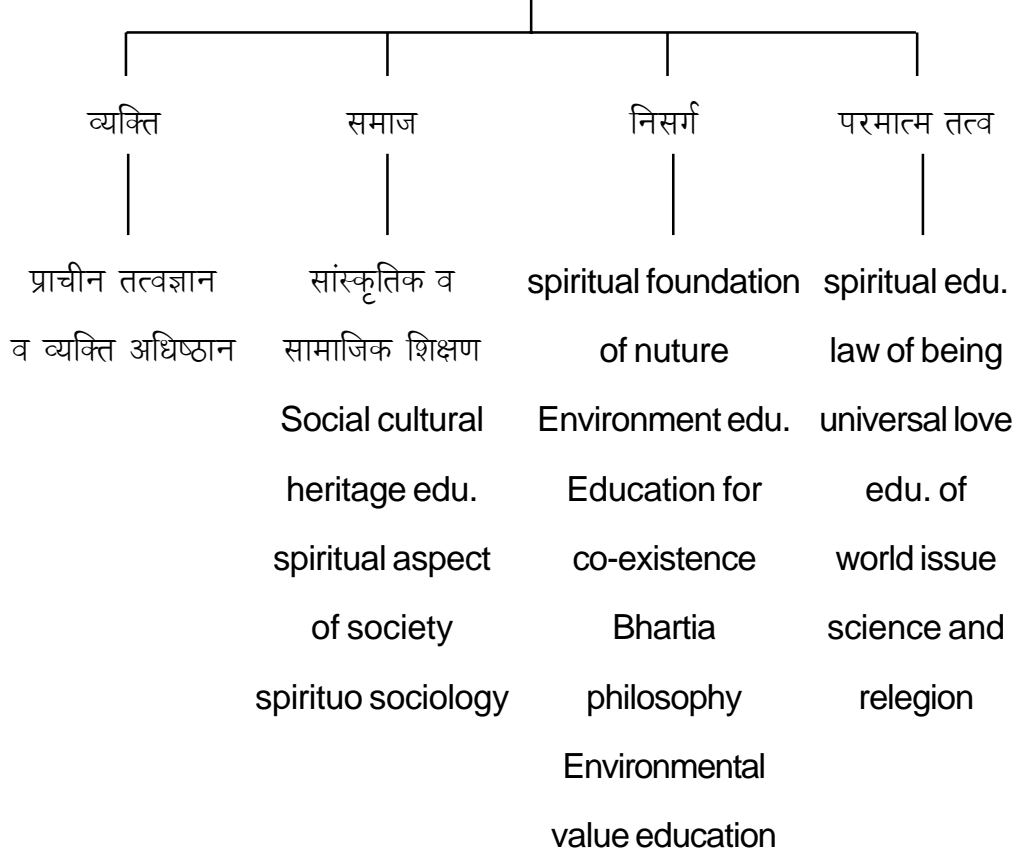 व्यक्ति
समाज
निसर्ग
परमात्म तत्व
प्राचीन तत्वज्ञान
व व्यक्ति अधिष्ठान
सांस्कृतिक व
सामाजिक शिक्षण
Social cultural
heritage edu.
spiritual aspect
of society
spirituo sociology
spiritual foundation
of nuture
Environment edu.
Education for
co-existence
Bhartia
philosophy
Environmental
value education
spiritual edu.
law of being
universal love
edu. of
world issue
science and
relegion